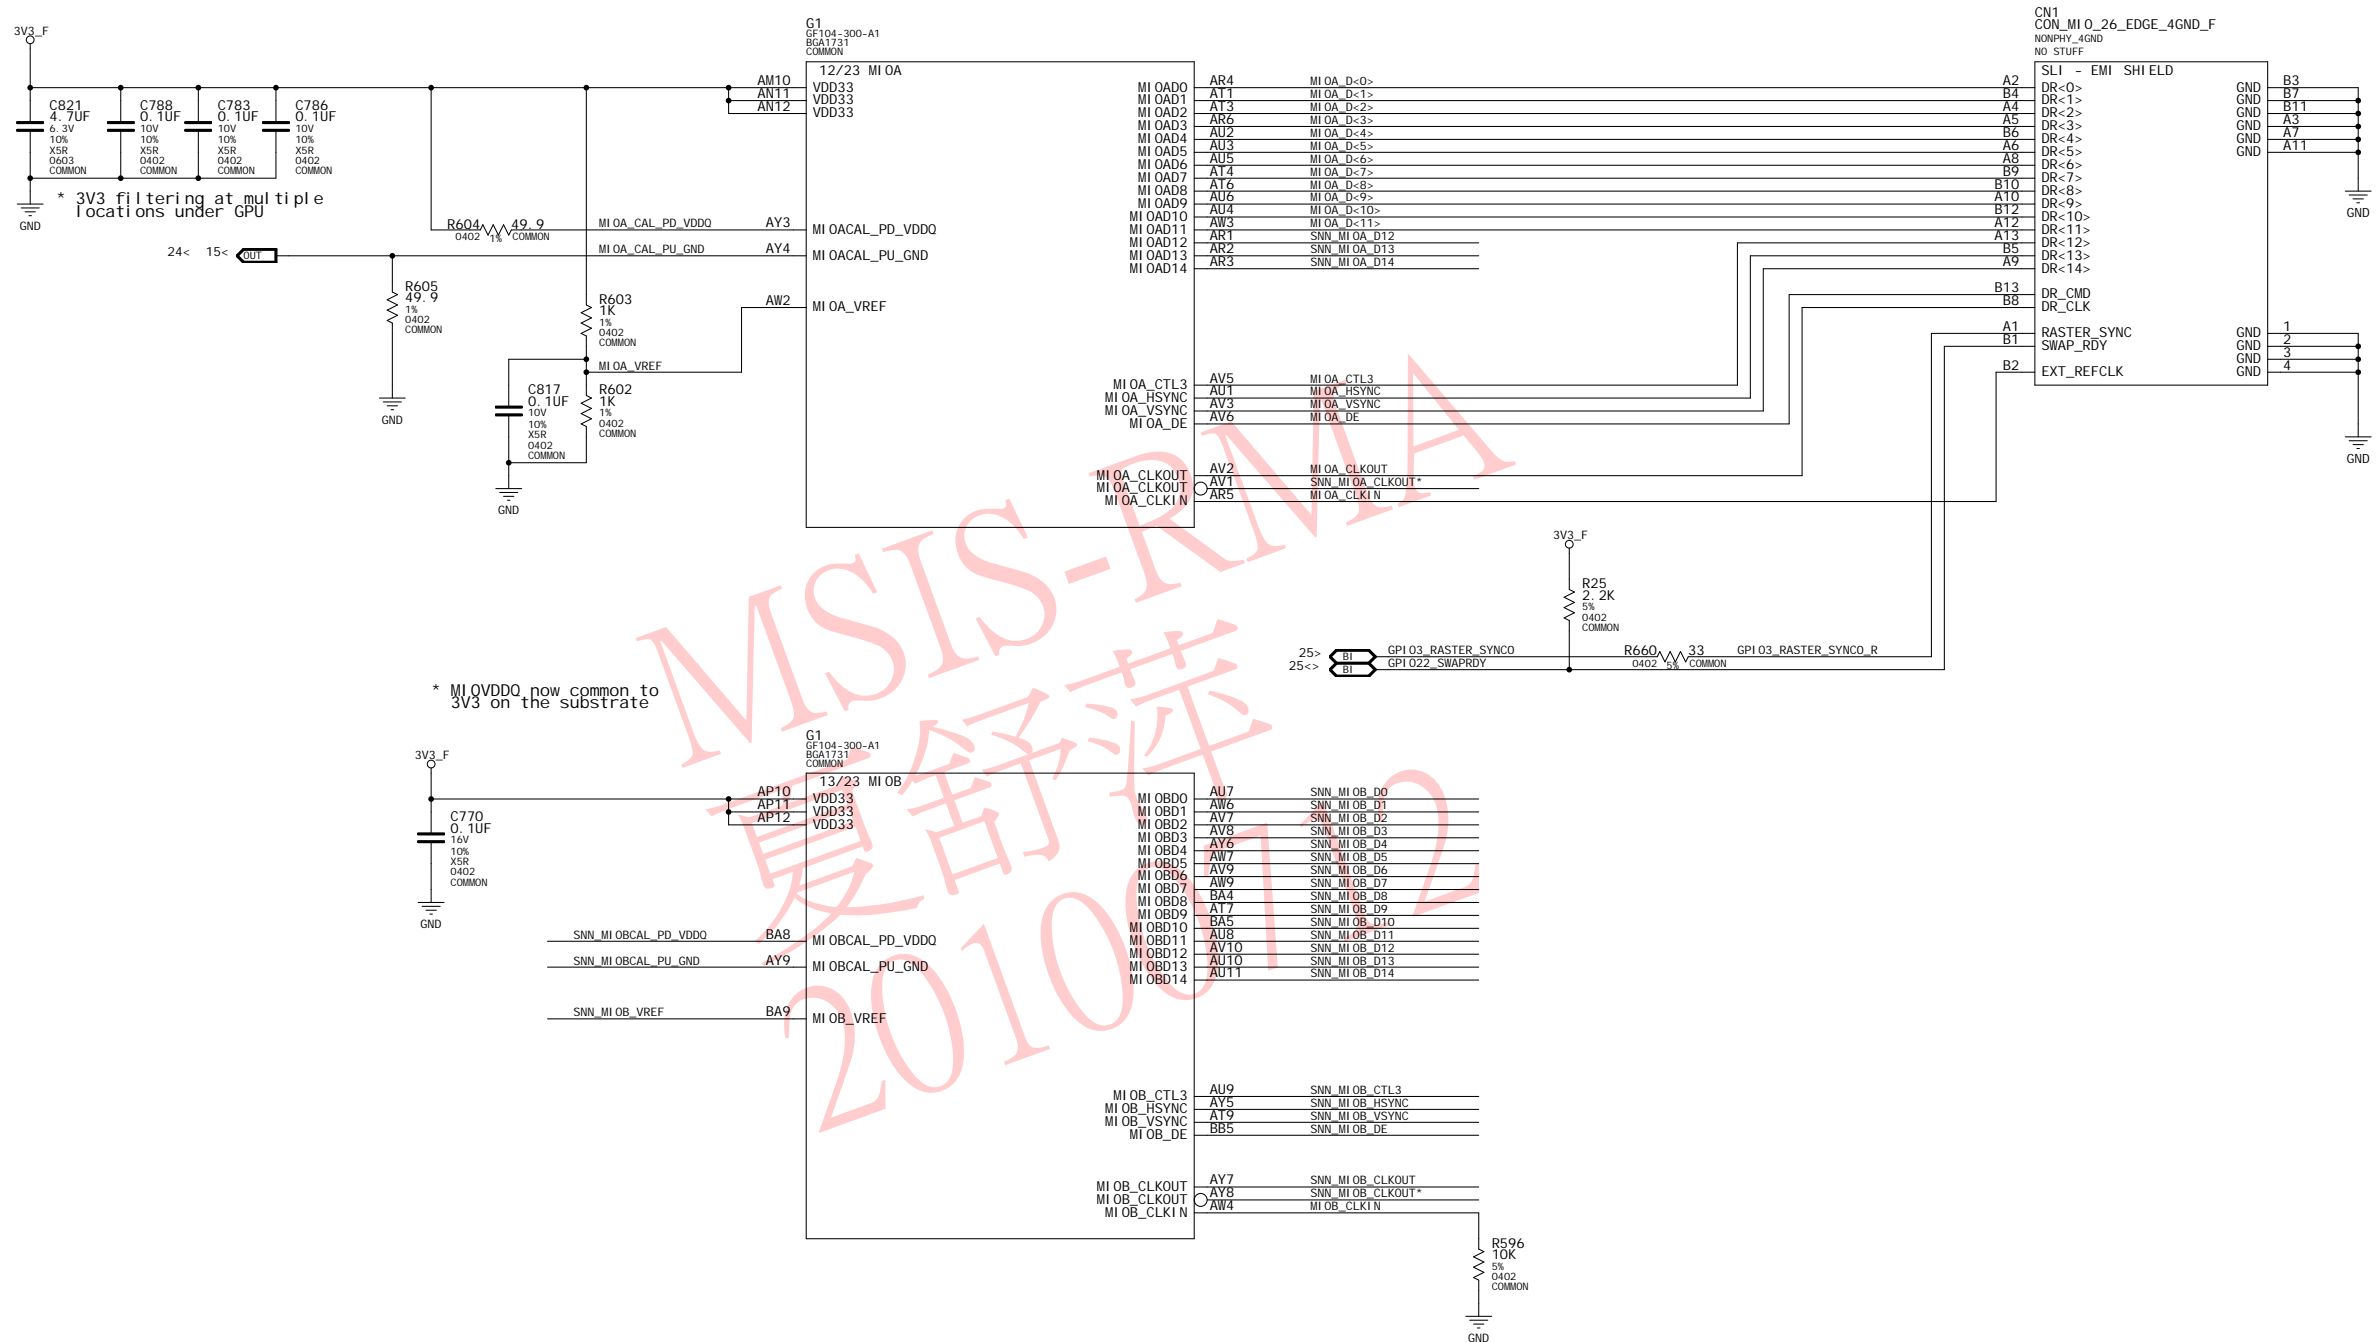 3V3_F
C821
4.7UF
6.3V
10%
X5R
0603
COMMON
C788
0.1UF
10V
10%
X5R
0402
COMMON
C783
0.1UF
10V
10%
X5R
0402
COMMON
C786
0.1UF
10V
10%
X5R
0402
COMMON
GND
* 3V3 filtering at multiple
locations under GPU
24< 15< OUT
R604 49.9
0402 1% COMMON
R605
49.9
1%
0402
COMMON
GND
R603
1K
1%
0402
COMMON
MIOA_VREF
C817
0.1UF
10V
10%
X5R
0402
COMMON
R602
1K
1%
0402
COMMON
GND
G1
GF104-300-A1
BGA1731
COMMON
12/23 MIOA
AM10 VDD33
AN11 VDD33
AN12 VDD33
MIOA_CAL_PD_VDDQ AY3 MIOACAL_PD_VDDQ
MIOA_CAL_PU_GND AY4 MIOACAL_PU_GND
AW2 MIOA_VREF
MIOAD0 AR4 MIOA_D<0>
MIOAD1 AT1 MIOA_D<1>
MIOAD2 AT3 MIOA_D<2>
MIOAD3 AR6 MIOA_D<3>
MIOAD4 AU2 MIOA_D<4>
MIOAD5 AU3 MIOA_D<5>
MIOAD6 AU5 MIOA_D<6>
MIOAD7 AT4 MIOA_D<7>
MIOAD8 AT6 MIOA_D<8>
MIOAD9 AU6 MIOA_D<9>
MIOAD10 AU4 MIOA_D<10>
MIOAD11 AW3 MIOA_D<11>
MIOAD12 AR1 SNN_MIOA_D12
MIOAD13 AR2 SNN_MIOA_D13
MIOAD14 AR3 SNN_MIOA_D14
MIOA_CTL3 AV5 MIOA_CTL3
MIOA_HSYNC AU1 MIOA_HSYNC
MIOA_VSYNC AV3 MIOA_VSYNC
MIOA_DE AV6 MIOA_DE
MIOA_CLKOUT AV2 MIOA_CLKOUT
MIOA_CLKOUT AV1 SNN_MIOA_CLKOUT*
MIOA_CLKIN AR5 MIOA_CLKIN
CN1
CON_MIO_26_EDGE_4GND_F
NONPHY_4GND
NO STUFF
SLI - EMI SHIELD
A2 DR<0>
B4 DR<1>
A4 DR<2>
A5 DR<3>
B6 DR<4>
A6 DR<5>
A8 DR<6>
B9 DR<7>
B10 DR<8>
A10 DR<9>
B12 DR<10>
A12 DR<11>
A13 DR<12>
B5 DR<13>
A9 DR<14>
B13 DR_CMD
B8 DR_CLK
A1 RASTER_SYNC
B1 SWAP_RDY
B2 EXT_REFCLK
GND B3
GND B7
GND B11
GND A3
GND A7
GND A11
GND
GND 1
GND 2
GND 3
GND 4
GND
3V3_F
R25
2.2K
5%
0402
COMMON
25> BI GPIO3_RASTER_SYNC0
R660 33
0402 5% COMMON
GPIO3_RASTER_SYNC0_R
25<> BI GPIO22_SWAPRDY
MSIS-RMA
夏舒萍
20100712
* MIOVDDQ now common to
3V3 on the substrate
3V3_F
C770
0.1UF
16V
10%
X5R
0402
COMMON
GND
G1
GF104-300-A1
BGA1731
COMMON
13/23 MIOB
AP10 VDD33
AP11 VDD33
AP12 VDD33
SNN_MIOBCAL_PD_VDDQ BA8 MIOBCAL_PD_VDDQ
SNN_MIOBCAL_PU_GND AY9 MIOBCAL_PU_GND
SNN_MIOB_VREF BA9 MIOB_VREF
MIOBD0 AU7 SNN_MIOB_D0
MIOBD1 AW6 SNN_MIOB_D1
MIOBD2 AV7 SNN_MIOB_D2
MIOBD3 AV8 SNN_MIOB_D3
MIOBD4 AY6 SNN_MIOB_D4
MIOBD5 AW7 SNN_MIOB_D5
MIOBD6 AV9 SNN_MIOB_D6
MIOBD7 AW9 SNN_MIOB_D7
MIOBD8 BA4 SNN_MIOB_D8
MIOBD9 AT7 SNN_MIOB_D9
MIOBD10 BA5 SNN_MIOB_D10
MIOBD11 AU8 SNN_MIOB_D11
MIOBD12 AV10 SNN_MIOB_D12
MIOBD13 AU10 SNN_MIOB_D13
MIOBD14 AU11 SNN_MIOB_D14
MIOB_CTL3 AU9 SNN_MIOB_CTL3
MIOB_HSYNC AY5 SNN_MIOB_HSYNC
MIOB_VSYNC AT9 SNN_MIOB_VSYNC
MIOB_DE BB5 SNN_MIOB_DE
MIOB_CLKOUT AY7 SNN_MIOB_CLKOUT
MIOB_CLKOUT AY8 SNN_MIOB_CLKOUT*
MIOB_CLKIN AW4 MIOB_CLKIN
R596
10K
5%
0402
COMMON
GND